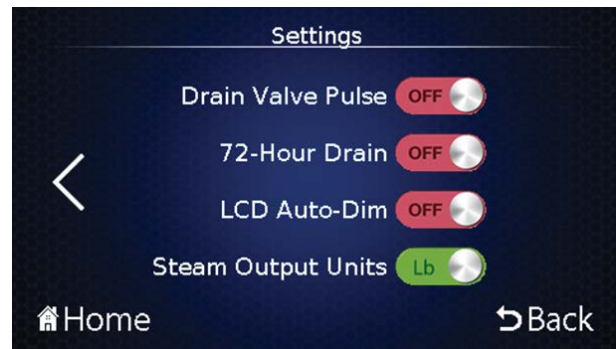 Settings
Drain Valve Pulse OFF
72-Hour Drain OFF
LCD Auto-Dim OFF
Steam Output Units Lb
Home Back